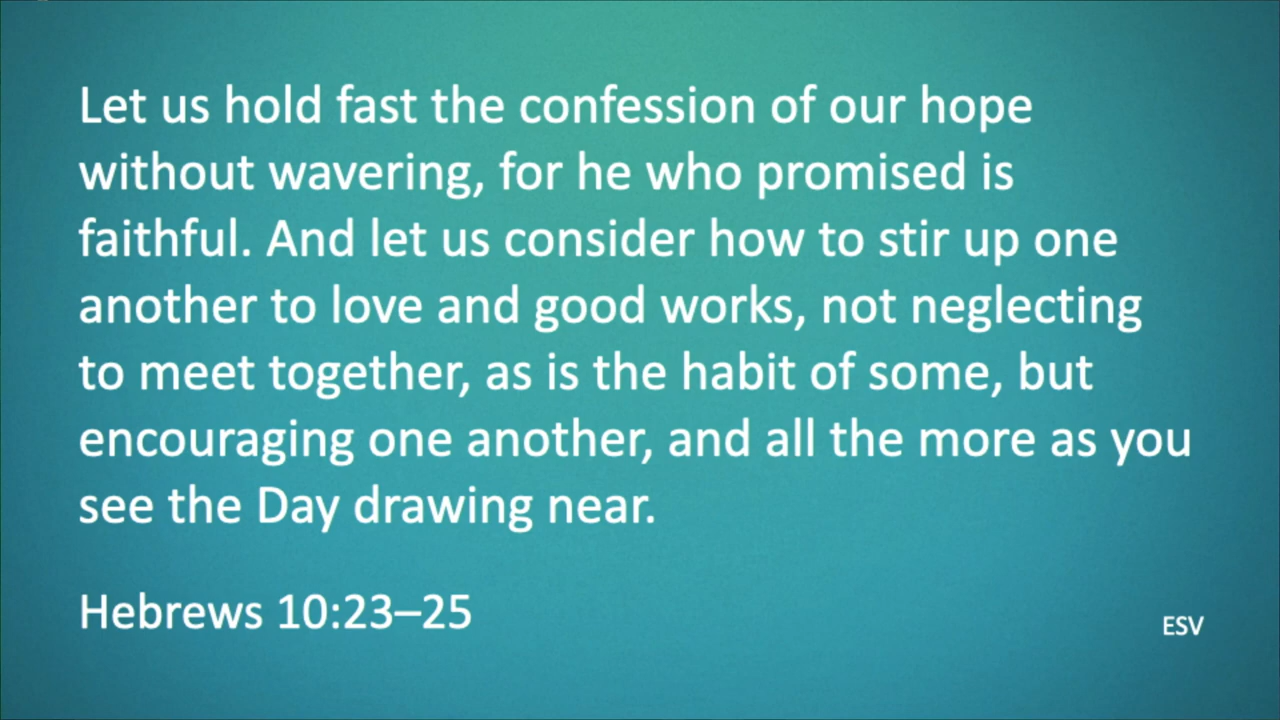 Let us hold fast the confession of our hope
without wavering, for he who promised is
faithful. And let us consider how to stir up one
another to love and good works, not neglecting
to meet together, as is the habit of some, but
encouraging one another, and all the more as you
see the Day drawing near.
Hebrews 10:23–25
ESV